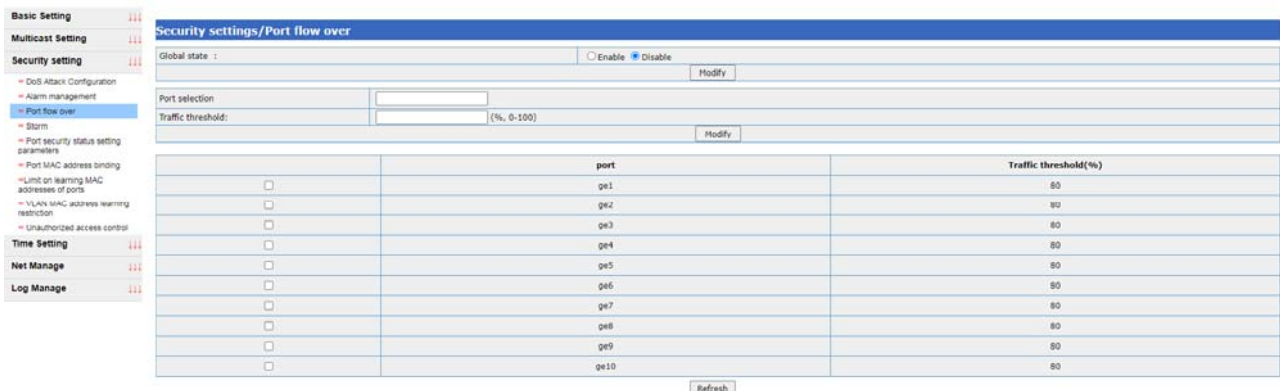 Basic Setting
Multicast Setting
Security setting
DoS Attack Configuration
Alarm management
Port flow over
Storm
Port security status setting
parameters
Port MAC address binding
Limit on learning MAC
addresses of ports
VLAN MAC address learning
restriction
Unauthorized access control
Time Setting
Net Manage
Log Manage
Security settings/Port flow over
Global state : Enable Disable
Modify
Port selection
Traffic threshold: (%, 0-100)
Modify
port Traffic threshold(%)
ge1 80
ge2 80
ge3 80
ge4 80
ge5 80
ge6 80
ge7 80
ge8 80
ge9 80
ge10 80
Refresh